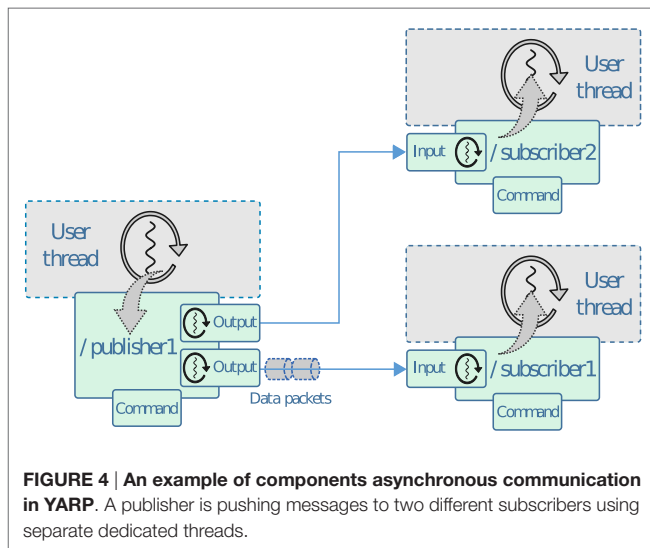 User
thread
Input
/ subscriber2
Command
User
thread
Output
/ publisher1
Output
Command
Data packets
User
thread
Input
/ subscriber1
Command
FIGURE 4 | An example of components asynchronous communication
in YARP. A publisher is pushing messages to two different subscribers using
separate dedicated threads.